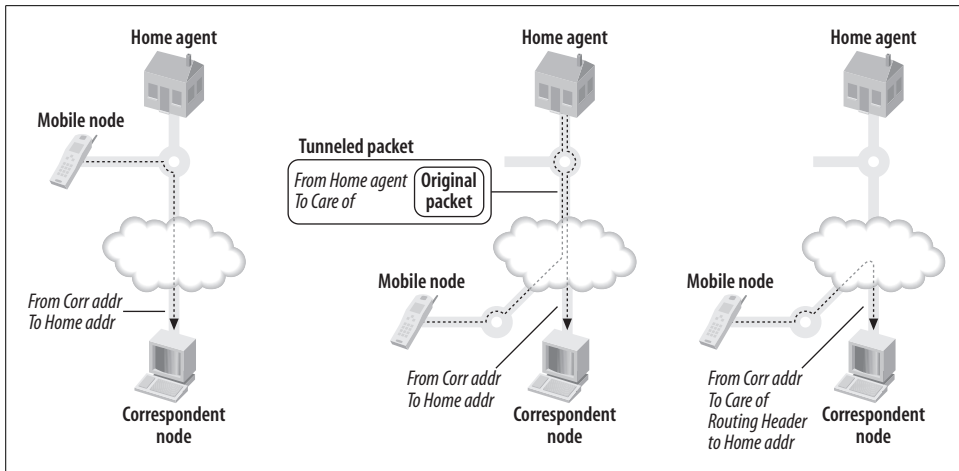 Home agent
Mobile node
From Corr addr
To Home addr
Correspondent
node
Home agent
Tunneled packet
From Home agent
To Care of
Original
packet
Mobile node
From Corr addr
To Home addr
Correspondent
node
Home agent
Mobile node
From Corr addr
To Care of
Routing Header
to Home addr
Correspondent
node